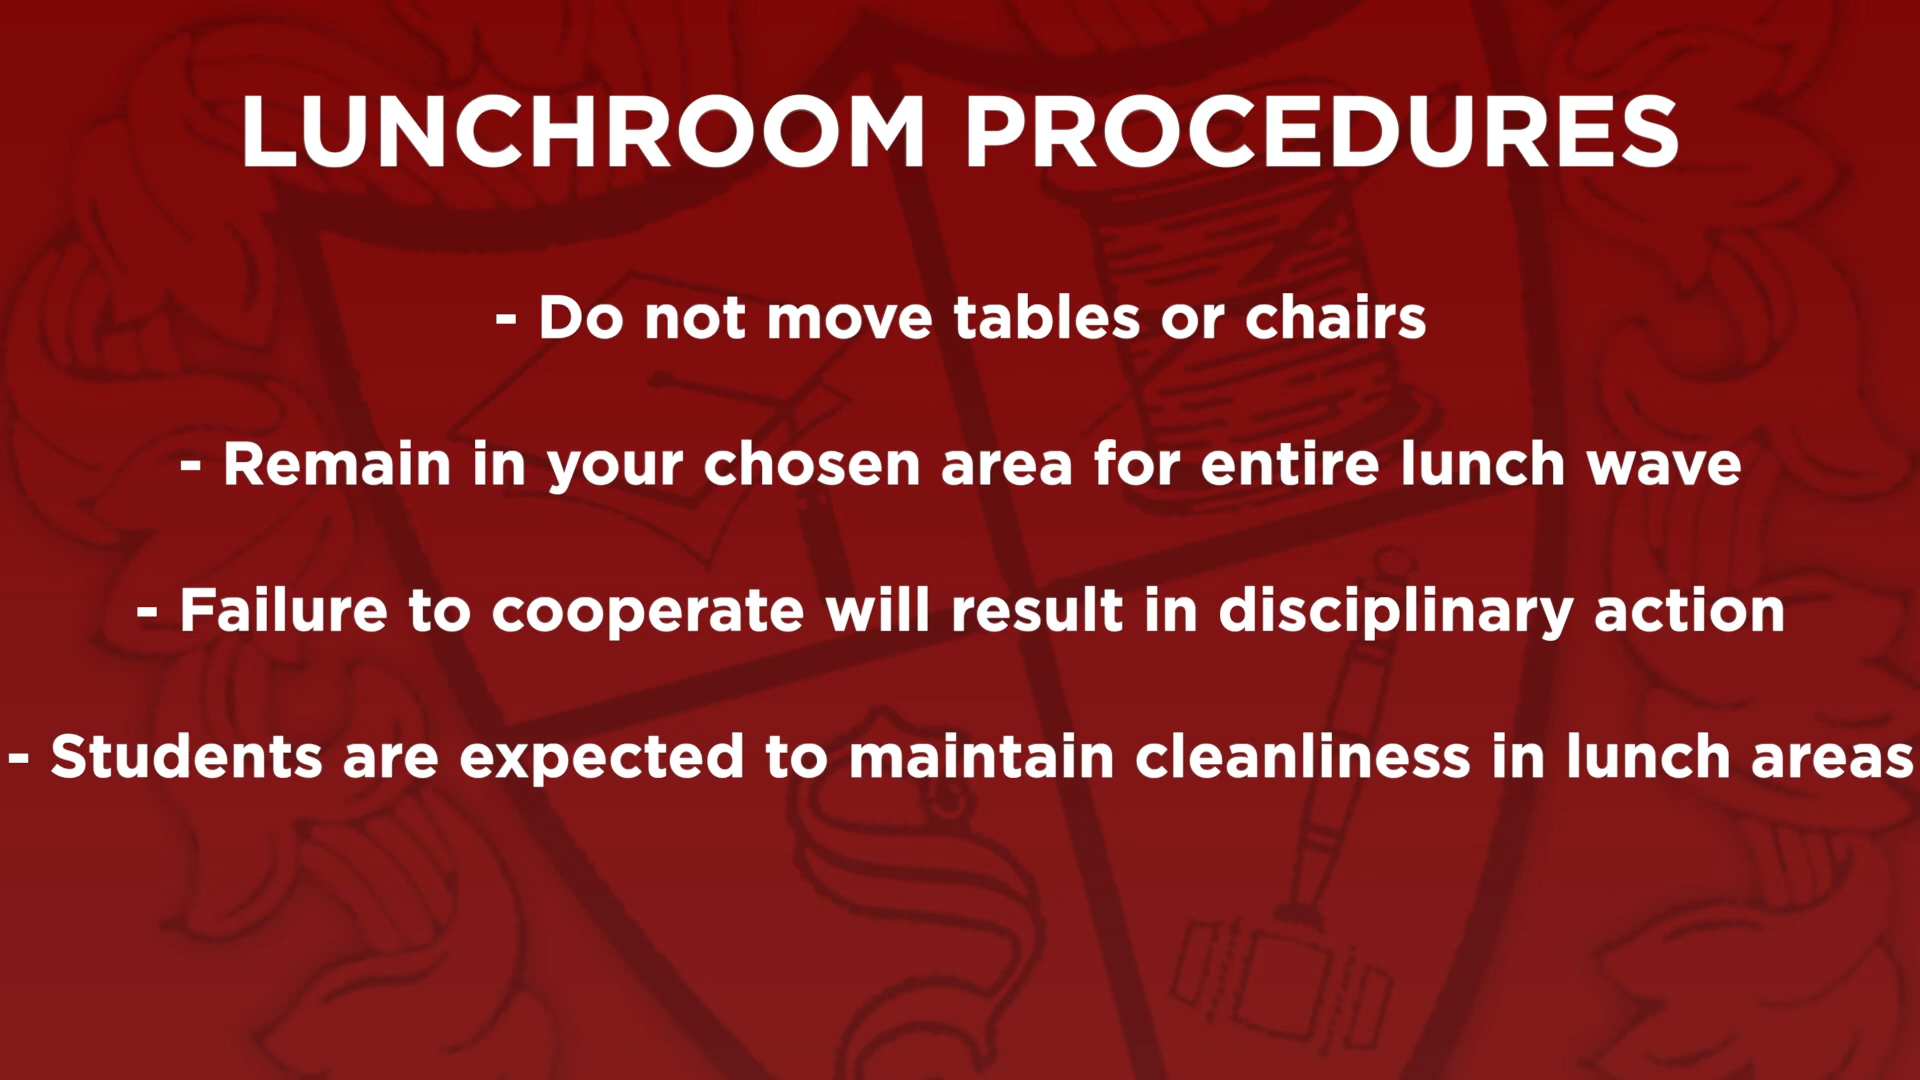 LUNCHROOM PROCEDURES
- Do not move tables or chairs
- Remain in your chosen area for entire lunch wave
- Failure to cooperate will result in disciplinary action
- Students are expected to maintain cleanliness in lunch areas